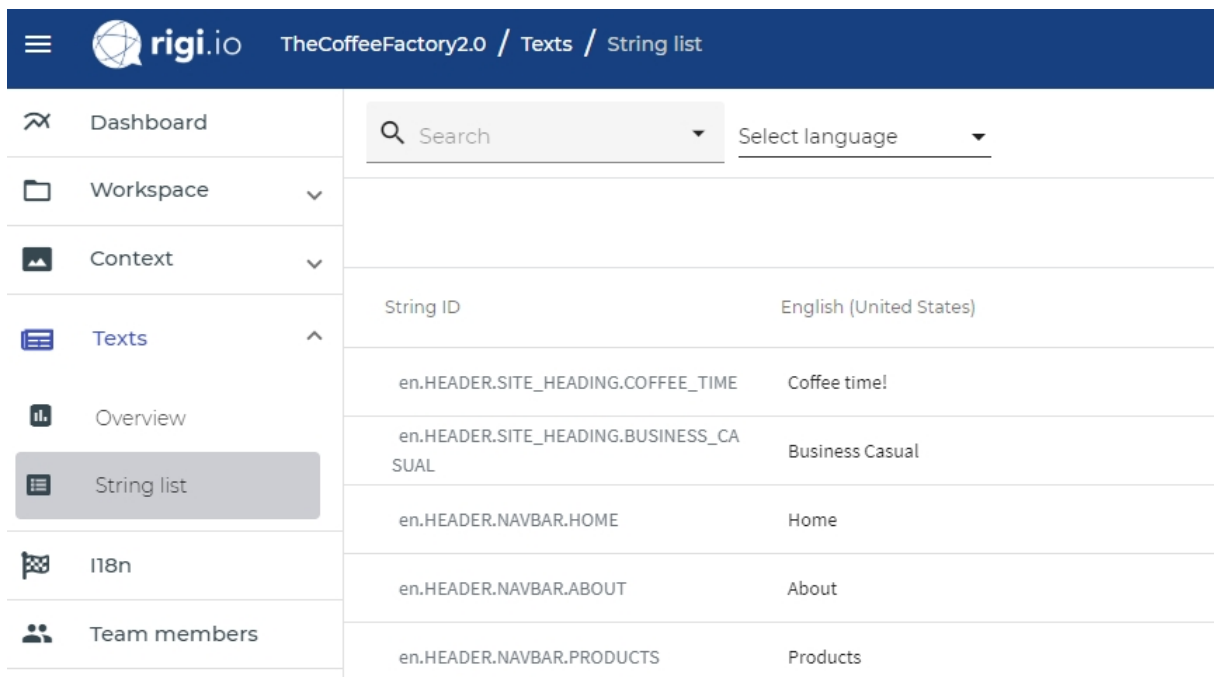 rigi.io TheCoffeeFactory2.0 / Texts / String list
Dashboard
Workspace
Context
Texts
Overview
String list
I18n
Team members
Search
Select language
String ID English (United States)
en.HEADER.SITE_HEADING.COFFEE_TIME Coffee time!
en.HEADER.SITE_HEADING.BUSINESS_CA
SUAL
Business Casual
en.HEADER.NAVBAR.HOME Home
en.HEADER.NAVBAR.ABOUT About
en.HEADER.NAVBAR.PRODUCTS Products